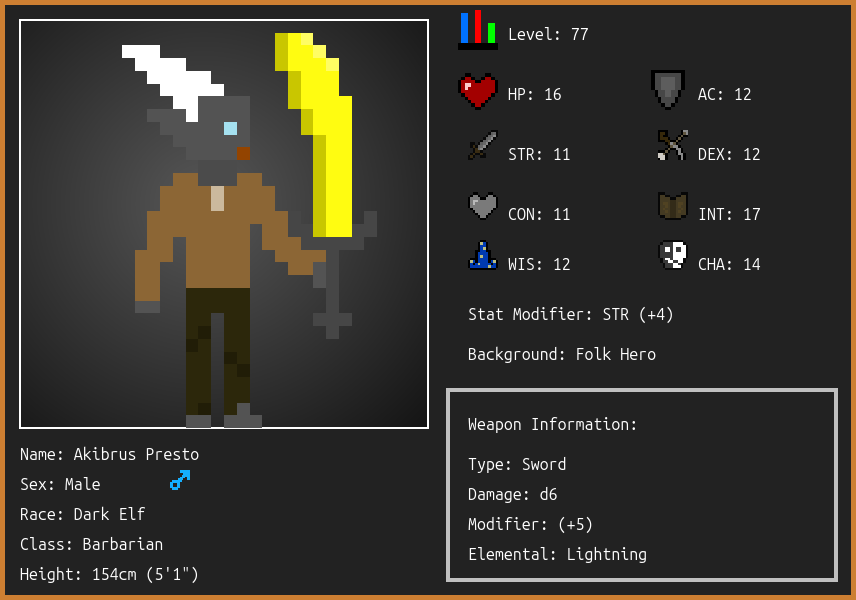 Level: 77
HP: 16
AC: 12
STR: 11
DEX: 12
CON: 11
INT: 17
WIS: 12
CHA: 14
Stat Modifier: STR (+4)
Background: Folk Hero
Name: Akibrus Presto
Sex: Male
Race: Dark Elf
Class: Barbarian
Height: 154cm (5'1")
Weapon Information:
Type: Sword
Damage: d6
Modifier: (+5)
Elemental: Lightning